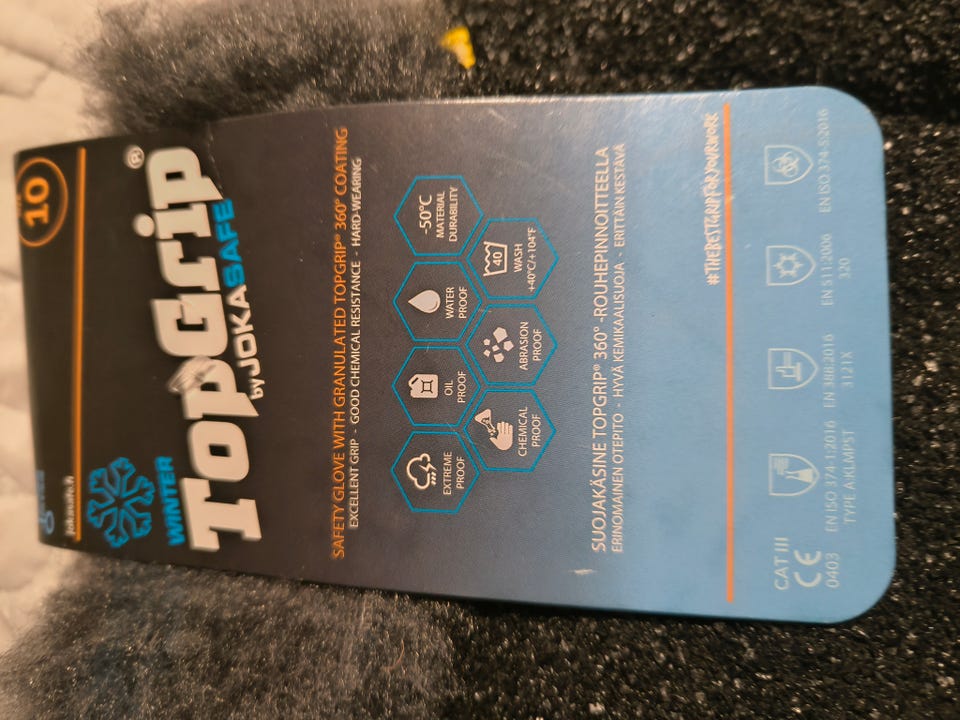 10
jokasafe.fi
WINTER
TOPGrip®
by JOKASAFE
SAFETY GLOVE WITH GRANULATED TOPGRIP® 360° COATING
EXCELLENT GRIP - GOOD CHEMICAL RESISTANCE - HARD-WEARING
EXTREME
PROOF
OIL
PROOF
WATER
PROOF
-50°C
MATERIAL
DURABILITY
CHEMICAL
PROOF
ABRASION
PROOF
40
WASH
+40°C/+104°F
SUOJAKÄSINE TOPGRIP® 360° -ROUHEPINNOITTEELLA
ERINOMAINEN OTEPITO - HYVÄ KEMIKAALISUOJA - ERITTÄIN KESTÄVÄ
#THEBESTGRIPFORYOURWORK
CAT III
CE
0403
EN ISO 374-1:2016
TYPE A/KLMPST
EN 388:2016
3121X
EN 511:2006
320
EN ISO 374-5:2016